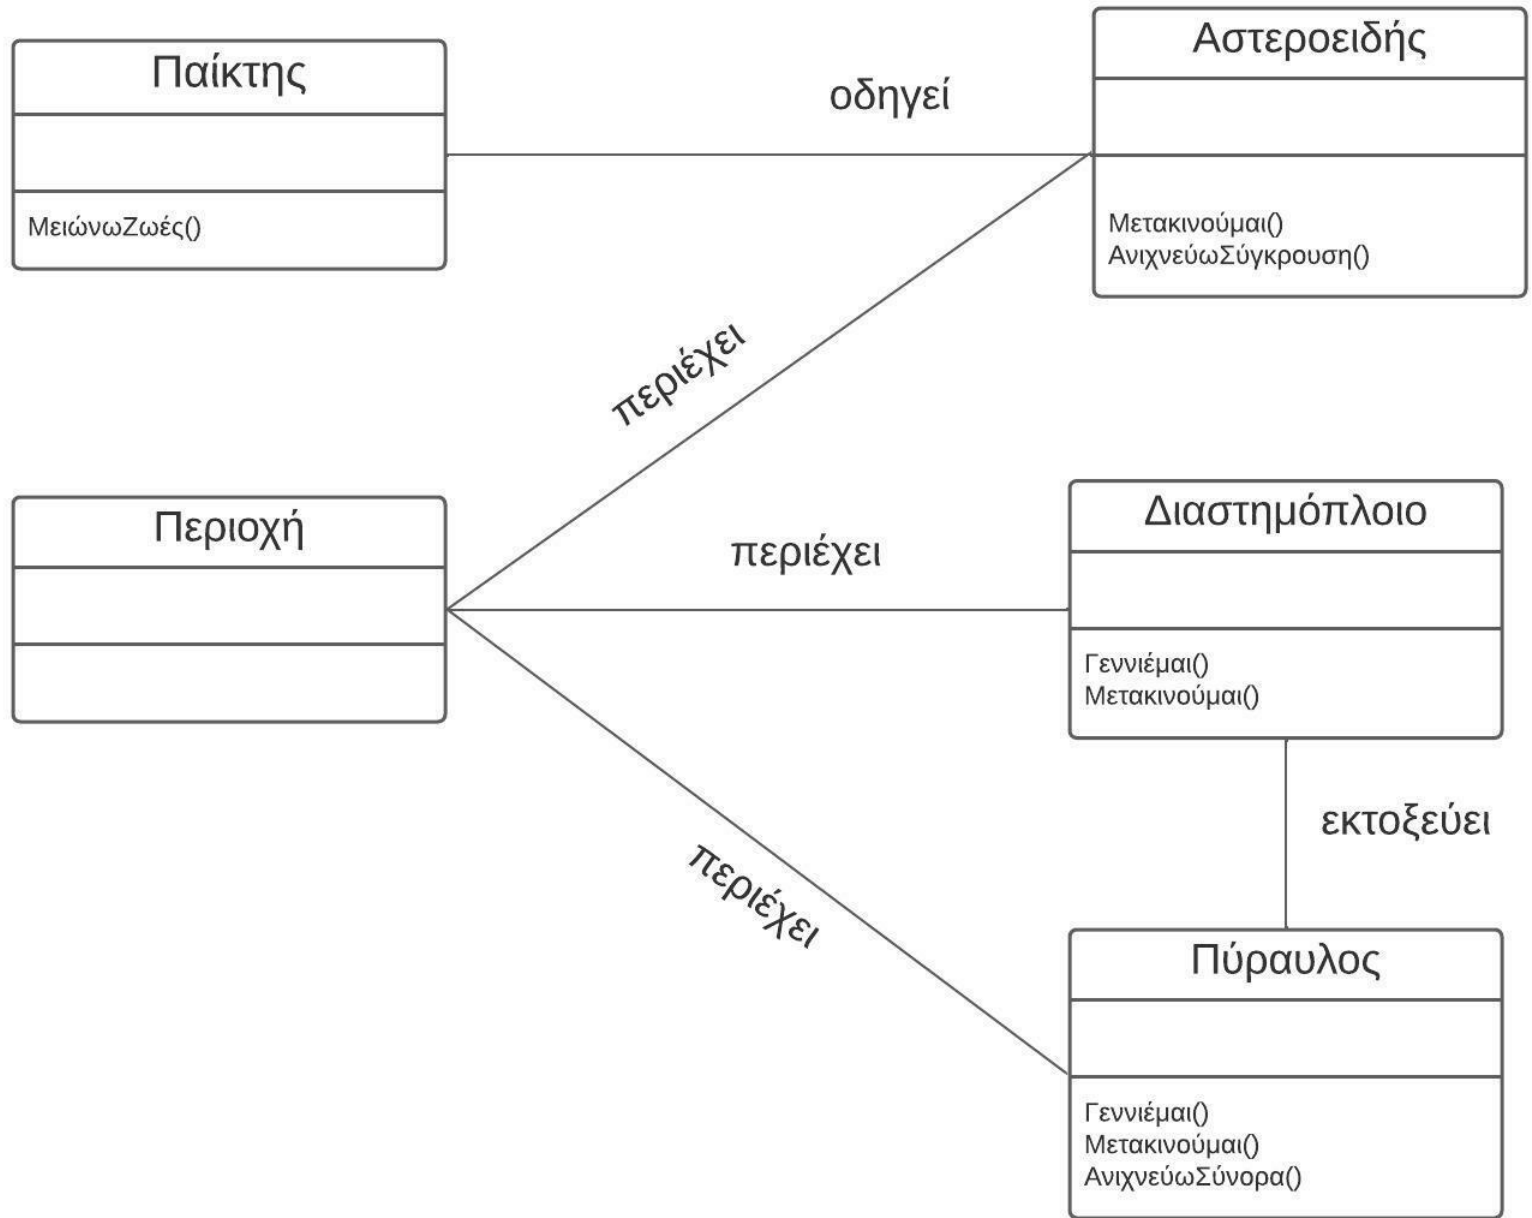 Παίκτης
ΜειώνωΖωές()
οδηγεί
Αστεροειδής
Μετακινούμαι()
ΑνιχνεύωΣύγκρουση()
περιέχει
Περιοχή
περιέχει
Διαστημόπλοιο
Γεννιέμαι()
Μετακινούμαι()
εκτοξεύει
περιέχει
Πύραυλος
Γεννιέμαι()
Μετακινούμαι()
ΑνιχνεύωΣύνορα()